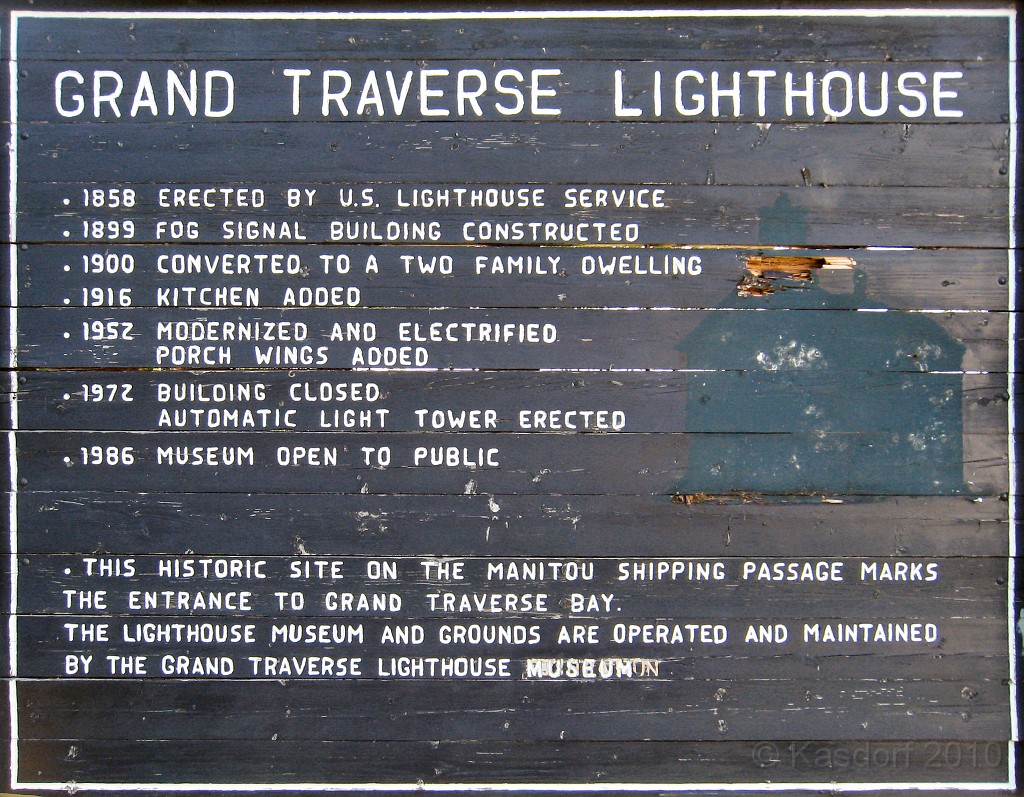 GRAND TRAVERSE LIGHTHOUSE
. 1858 ERECTED BY U.S. LIGHTHOUSE SERVICE
. 1899 FOG SIGNAL BUILDING CONSTRUCTED
. 1900 CONVERTED TO A TWO FAMILY DWELLING
. 1916 KITCHEN ADDED
. 1952 MODERNIZED AND ELECTRIFIED
PORCH WINGS ADDED
. 1972 BUILDING CLOSED
AUTOMATIC LIGHT TOWER ERECTED
. 1986 MUSEUM OPEN TO PUBLIC
. THIS HISTORIC SITE ON THE MANITOU SHIPPING PASSAGE MARKS
THE ENTRANCE TO GRAND TRAVERSE BAY.
THE LIGHTHOUSE MUSEUM AND GROUNDS ARE OPERATED AND MAINTAINED
BY THE GRAND TRAVERSE LIGHTHOUSE MUSEUM
© Kasdorf 2010